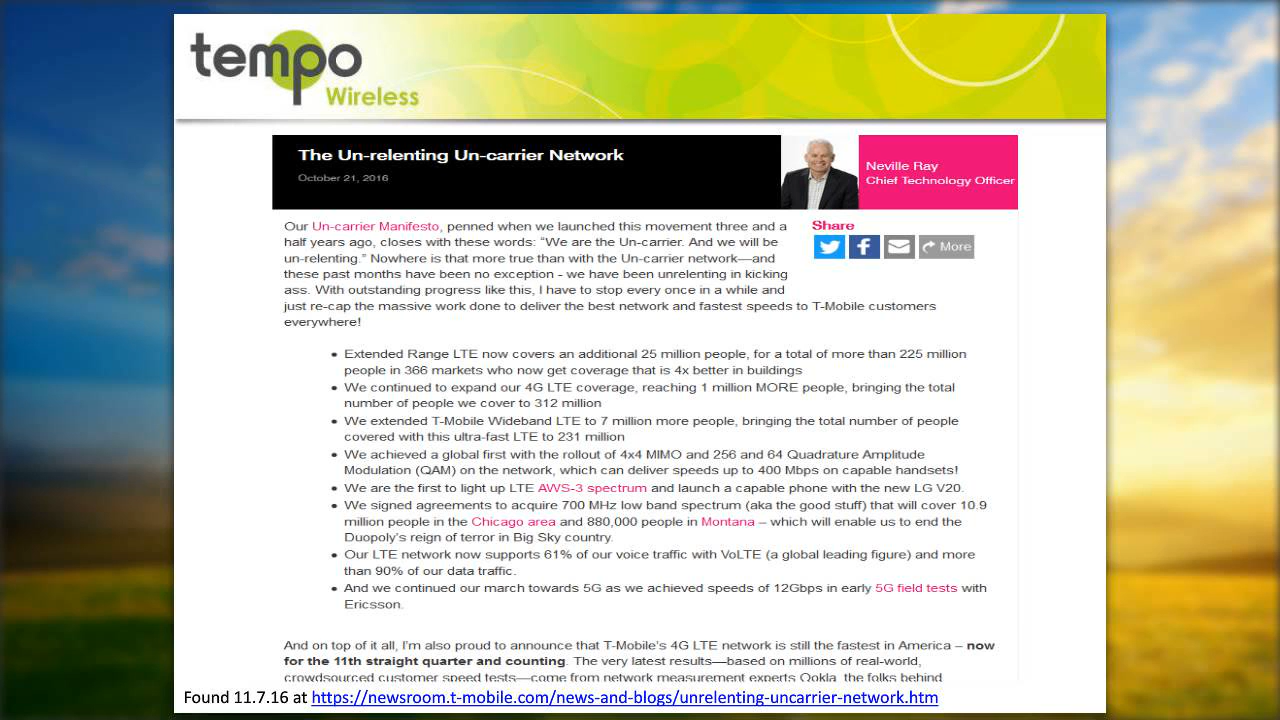 tempo
Wireless
The Un-relenting Un-carrier Network
October 21, 2016
Neville Ray
Chief Technology Officer
Our Un-carrier Manifesto, penned when we launched this movement three and a
half years ago, closes with these words: “We are the Un-carrier. And we will be
un-relenting.” Nowhere is that more true than with the Un-carrier network—and
these past months have been no exception - we have been unrelenting in kicking
ass. With outstanding progress like this, I have to stop every once in a while and
just re-cap the massive work done to deliver the best network and fastest speeds to T-Mobile customers
everywhere!
Share
More
• Extended Range LTE now covers an additional 25 million people, for a total of more than 225 million
people in 366 markets who now get coverage that is 4x better in buildings
• We continued to expand our 4G LTE coverage, reaching 1 million MORE people, bringing the total
number of people we cover to 312 million
• We extended T-Mobile Wideband LTE to 7 million more people, bringing the total number of people
covered with this ultra-fast LTE to 231 million
• We achieved a global first with the rollout of 4x4 MIMO and 256 and 64 Quadrature Amplitude
Modulation (QAM) on the network, which can deliver speeds up to 400 Mbps on capable handsets!
• We are the first to light up LTE AWS-3 spectrum and launch a capable phone with the new LG V20.
• We signed agreements to acquire 700 MHz low band spectrum (aka the good stuff) that will cover 10.9
million people in the Chicago area and 880,000 people in Montana – which will enable us to end the
Duopoly’s reign of terror in Big Sky country.
• Our LTE network now supports 61% of our voice traffic with VoLTE (a global leading figure) and more
than 90% of our data traffic.
• And we continued our march towards 5G as we achieved speeds of 12Gbps in early 5G field tests with
Ericsson.
And on top of it all, I’m also proud to announce that T-Mobile’s 4G LTE network is still the fastest in America – now
for the 11th straight quarter and counting. The very latest results—based on millions of real-world,
crowdsourced customer speed tests—come from network measurement experts Ookla, the folks behind
Found 11.7.16 at https://newsroom.t-mobile.com/news-and-blogs/unrelenting-uncarrier-network.htm